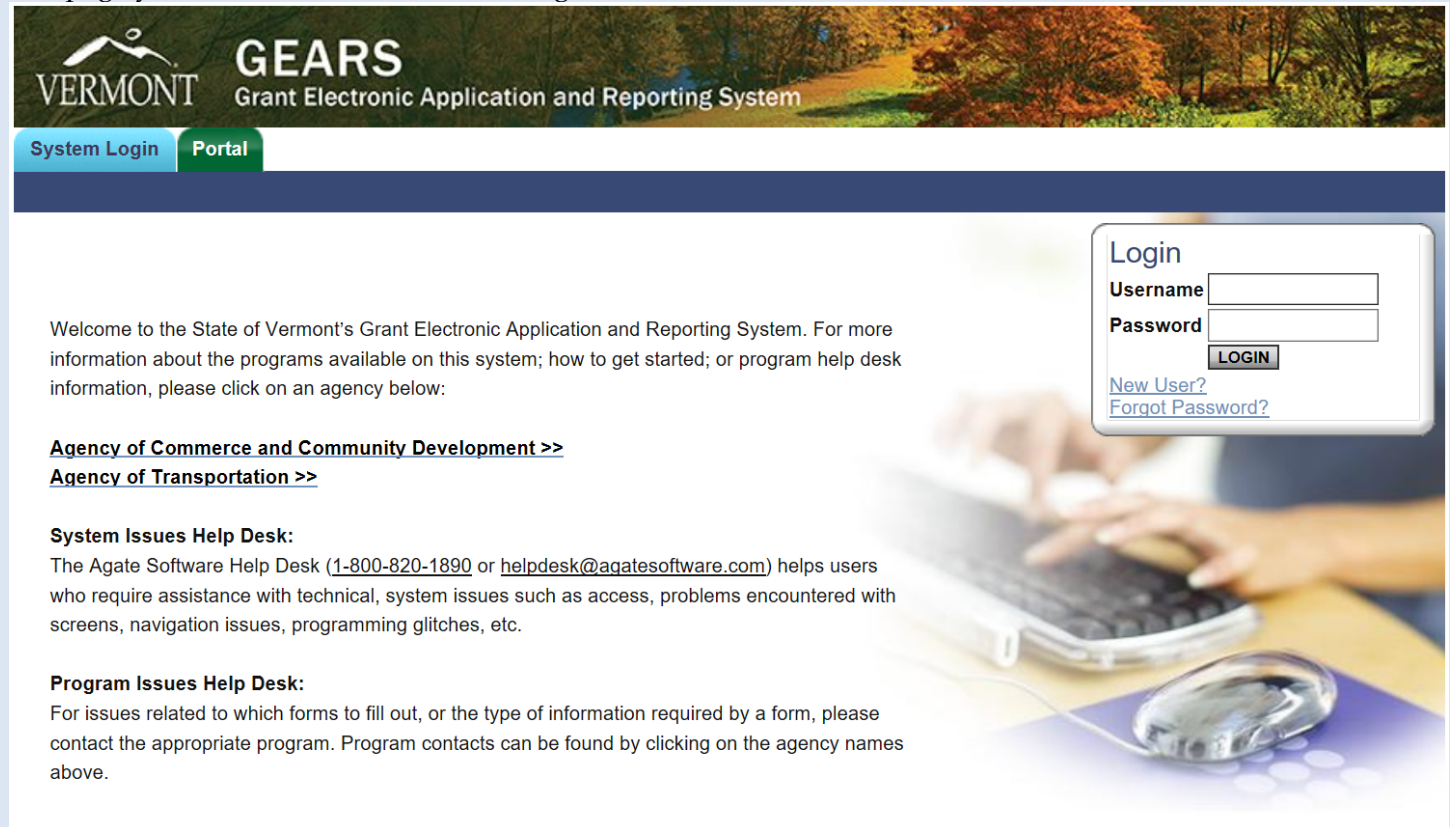 VERMONT
GEARS
Grant Electronic Application and Reporting System
System Login
Portal
Login
Username
Password
LOGIN
New User?
Forgot Password?
Welcome to the State of Vermont's Grant Electronic Application and Reporting System. For more
information about the programs available on this system; how to get started; or program help desk
information, please click on an agency below:
Agency of Commerce and Community Development >>
Agency of Transportation >>
System Issues Help Desk:
The Agate Software Help Desk (1-800-820-1890 or helpdesk@agatesoftware.com) helps users
who require assistance with technical, system issues such as access, problems encountered with
screens, navigation issues, programming glitches, etc.
Program Issues Help Desk:
For issues related to which forms to fill out, or the type of information required by a form, please
contact the appropriate program. Program contacts can be found by clicking on the agency names
above.